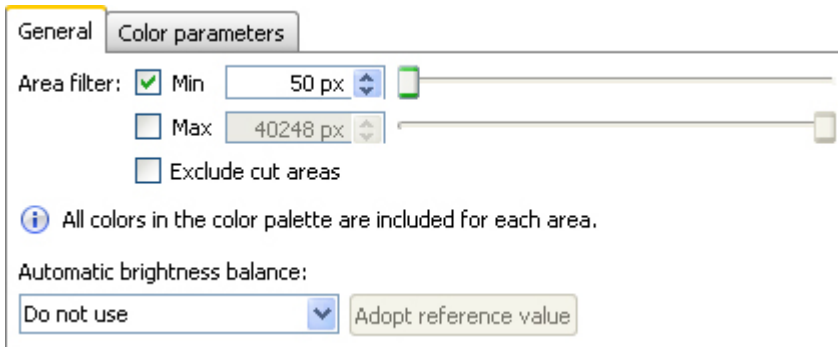 General Color parameters
Area filter: Min 50 px
Max 40248 px
Exclude cut areas
All colors in the color palette are included for each area.
Automatic brightness balance:
Do not use Adopt reference value